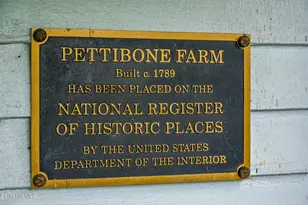 PETTIBONE FARM
Built c. 1789
HAS BEEN PLACED ON THE
NATIONAL REGISTER
OF HISTORIC PLACES
BY THE UNITED STATES
DEPARTMENT OF THE INTERIOR